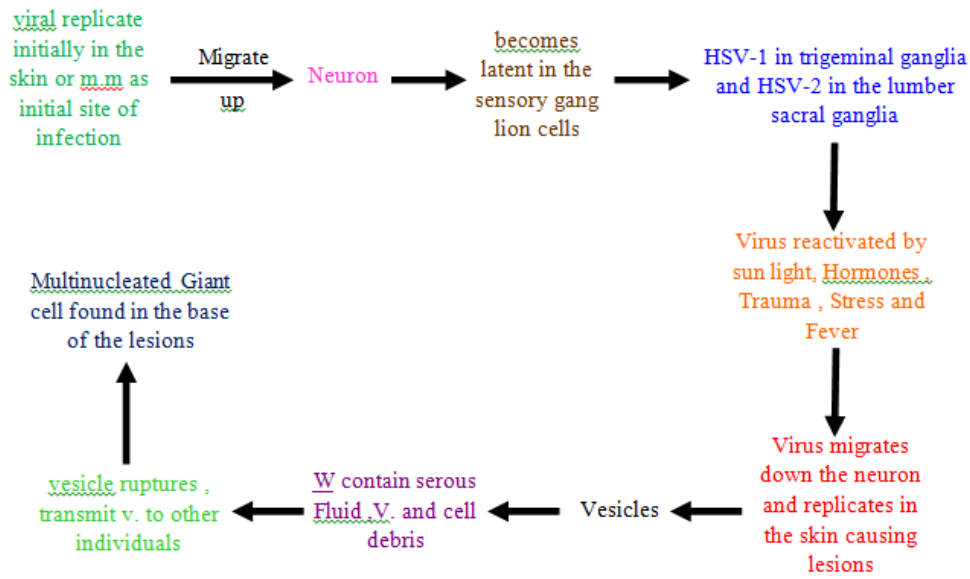 viral replicate
initially in the
skin or m.m as
initial site of
infection
Migrate
up
Neuron
becomes
latent in the
sensory gang
lion cells
HSV-1 in trigeminal ganglia
and HSV-2 in the lumber
sacral ganglia
Virus reactivated by
sun light, Hormones ,
Trauma , Stress and
Fever
Virus migrates
down the neuron
and replicates in
the skin causing
lesions
Vesicles
W contain serous
Fluid ,V. and cell
debris
vesicle ruptures ,
transmit v. to other
individuals
Multinucleated Giant
cell found in the base
of the lesions